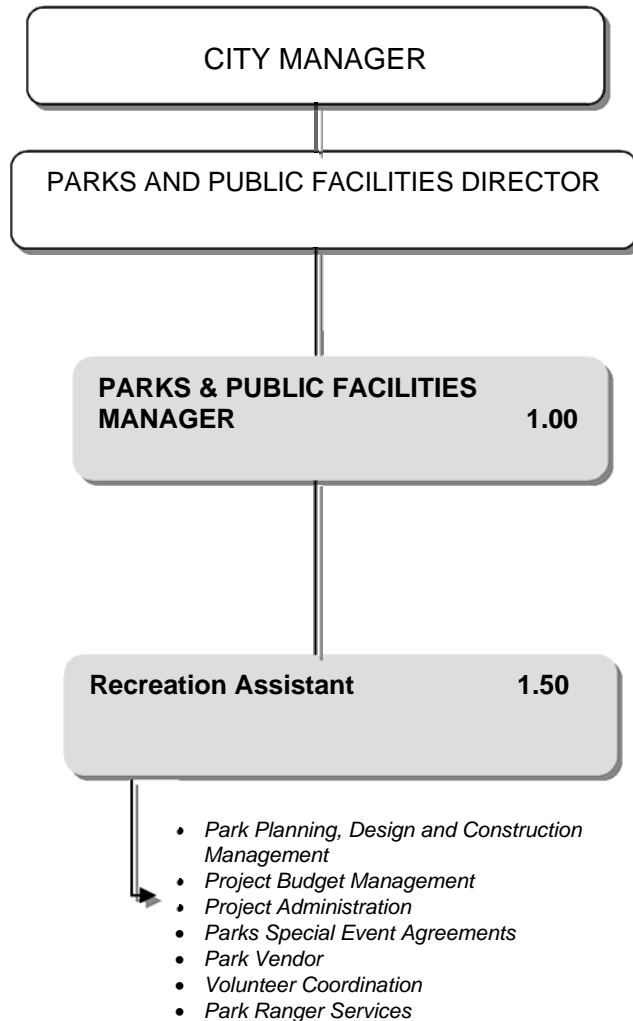 CITY MANAGER
PARKS AND PUBLIC FACILITIES DIRECTOR
PARKS & PUBLIC FACILITIES
MANAGER 1.00
Recreation Assistant 1.50
• Park Planning, Design and Construction
Management
• Project Budget Management
• Project Administration
• Parks Special Event Agreements
• Park Vendor
• Volunteer Coordination
• Park Ranger Services